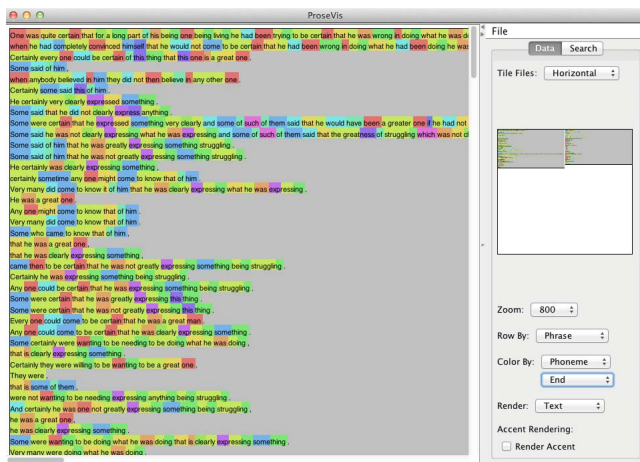 ProseVis
One was quite certain that for a long part of his being one being living he had been trying to be certain that he was wrong in doing what he was d
when he had completely convinced himself that he would not come to be certain that he had been wrong in doing what he had been doing he was
Certainly every one could be certain of this thing that this one is a great one .
Some said of him ,
when anybody believed in him they did not then believe in any other one .
Certainly some said this of him .
He certainly very clearly expressed something .
Some said that he did not clearly express anything .
Some were certain that he expressed something very clearly and some of such of them said that he would have been a greater one if he had not
Some said he was not clearly expressing what he was expressing and some of such of them said that the greatness of struggling which was not cl
Some said of him that he was greatly expressing something struggling .
Some said of him that he was not greatly expressing something struggling .
He certainly was clearly expressing something ,
certainly sometime any one might come to know that of him .
Very many did come to know it of him that he was clearly expressing what he was expressing .
He was a great one .
Any one might come to know that of him .
Very many did come to know that of him .
Some who came to know that of him ,
that he was a great one ,
that he was clearly expressing something ,
came then to be certain that he was not greatly expressing something being struggling .
Certainly he was expressing something being struggling .
Any one could be certain that he was expressing something being struggling .
Some were certain that he was greatly expressing this thing .
Some were certain that he was not greatly expressing this thing .
Every one could come to be certain that he was a great man .
Any one could come to be certain that he was clearly expressing something .
Some certainly were wanting to be needing to be doing what he was doing ,
that is clearly expressing something .
Certainly they were willing to be wanting to be a great one .
They were ,
that is some of them ,
were not wanting to be needing expressing anything being struggling .
And certainly he was one not greatly expressing something being struggling ,
he was a great one ,
he was clearly expressing something .
Some were wanting to be doing what he was doing that is clearly expressing something .
Very many were doing what he was doing
File
Data
Search
Tile Files: Horizontal
Zoom: 800
Row By: Phrase
Color By: Phoneme
End
Render: Text
Accent Rendering:
Render Accent